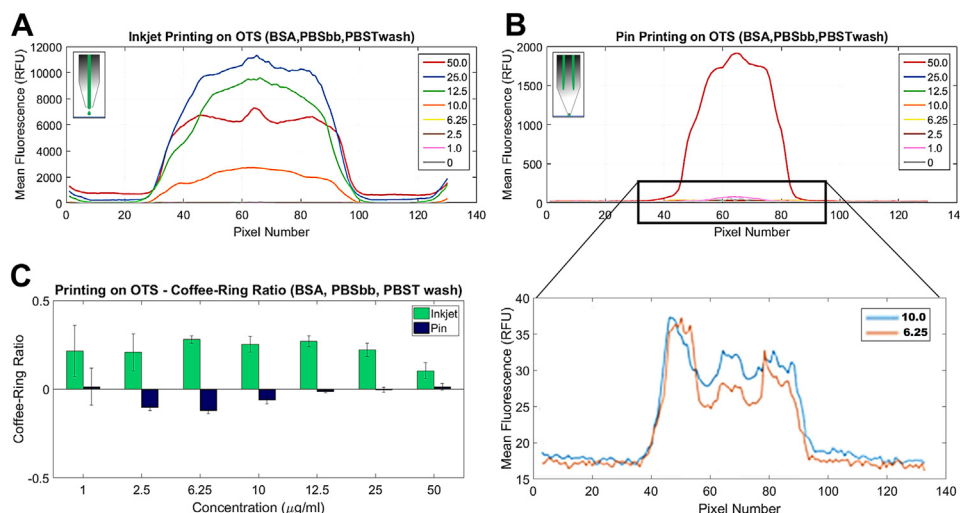 A
Inkjet Printing on OTS (BSA,PBSbb,PBSTwash)
Mean Fluorescence (RFU)
12000
10000
8000
6000
4000
2000
0
0 20 40 60 80 100 120 140
Pixel Number
50.0
25.0
12.5
10.0
6.25
2.5
1.0
0
B
Pin Printing on OTS (BSA,PBSbb,PBSTwash)
Mean Fluorescence (RFU)
2000
1500
1000
500
0
0 20 40 60 80 100 120 140
Pixel Number
50.0
25.0
12.5
10.0
6.25
2.5
1.0
0
C
Printing on OTS - Coffee-Ring Ratio (BSA, PBSbb, PBST wash)
Coffee-Ring Ratio
0.5
0
-0.5
Inkjet
Pin
1 2.5 6.25 10 12.5 25 50
Concentration (μg/ml)
Mean Fluorescence (RFU)
40
35
30
25
20
15
10.0
6.25
0 20 40 60 80 100 120 140
Pixel Number